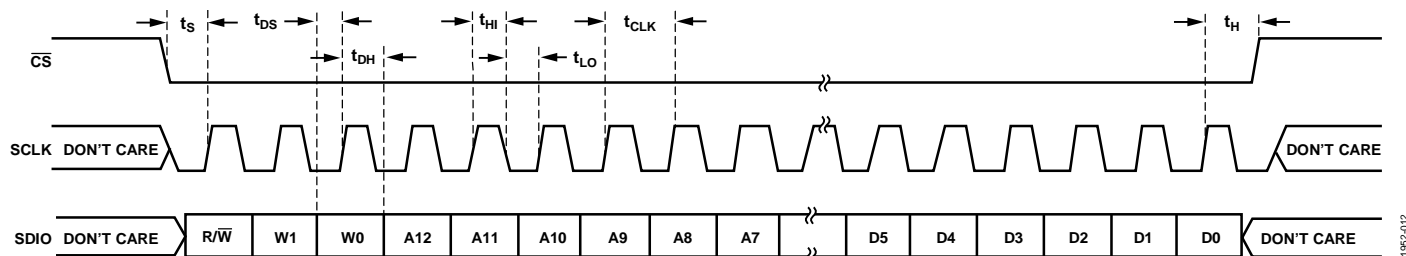 tS tDS tHI tCLK tH
tDH tLO
CS
SCLK DON'T CARE DON'T CARE
SDIO DON'T CARE R/W W1 W0 A12 A11 A10 A9 A8 A7 D5 D4 D3 D2 D1 D0 DON'T CARE